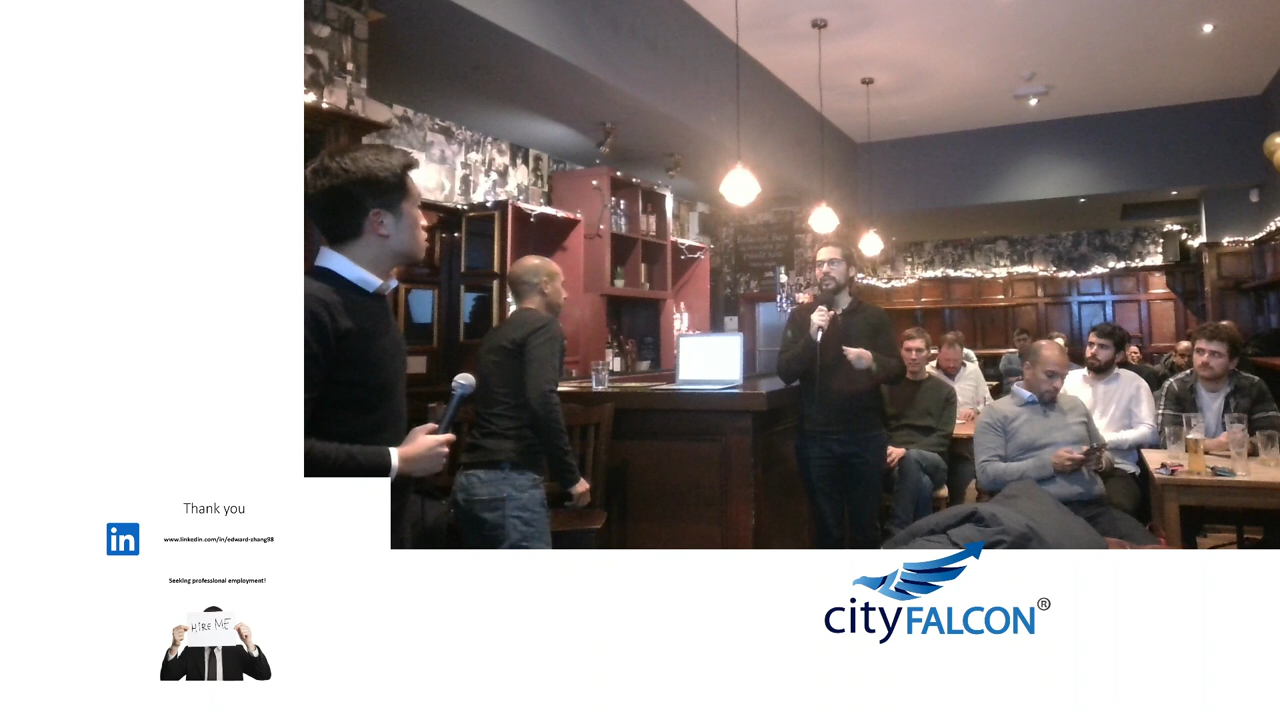 Thank you
in
www.linkedin.com/in/edward-zhang98
Seeking professional employment!
HIRE ME
cityFALCON®